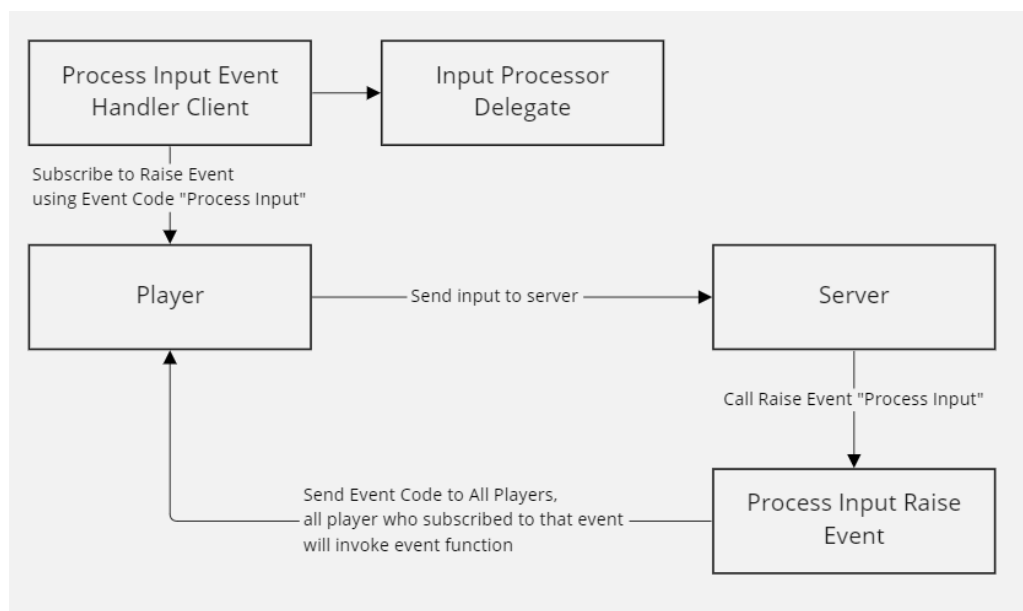 Process Input Event
Handler Client
Input Processor
Delegate
Subscribe to Raise Event
using Event Code "Process Input"
Player
Send input to server
Server
Call Raise Event "Process Input"
Send Event Code to All Players,
all player who subscribed to that event
will invoke event function
Process Input Raise
Event